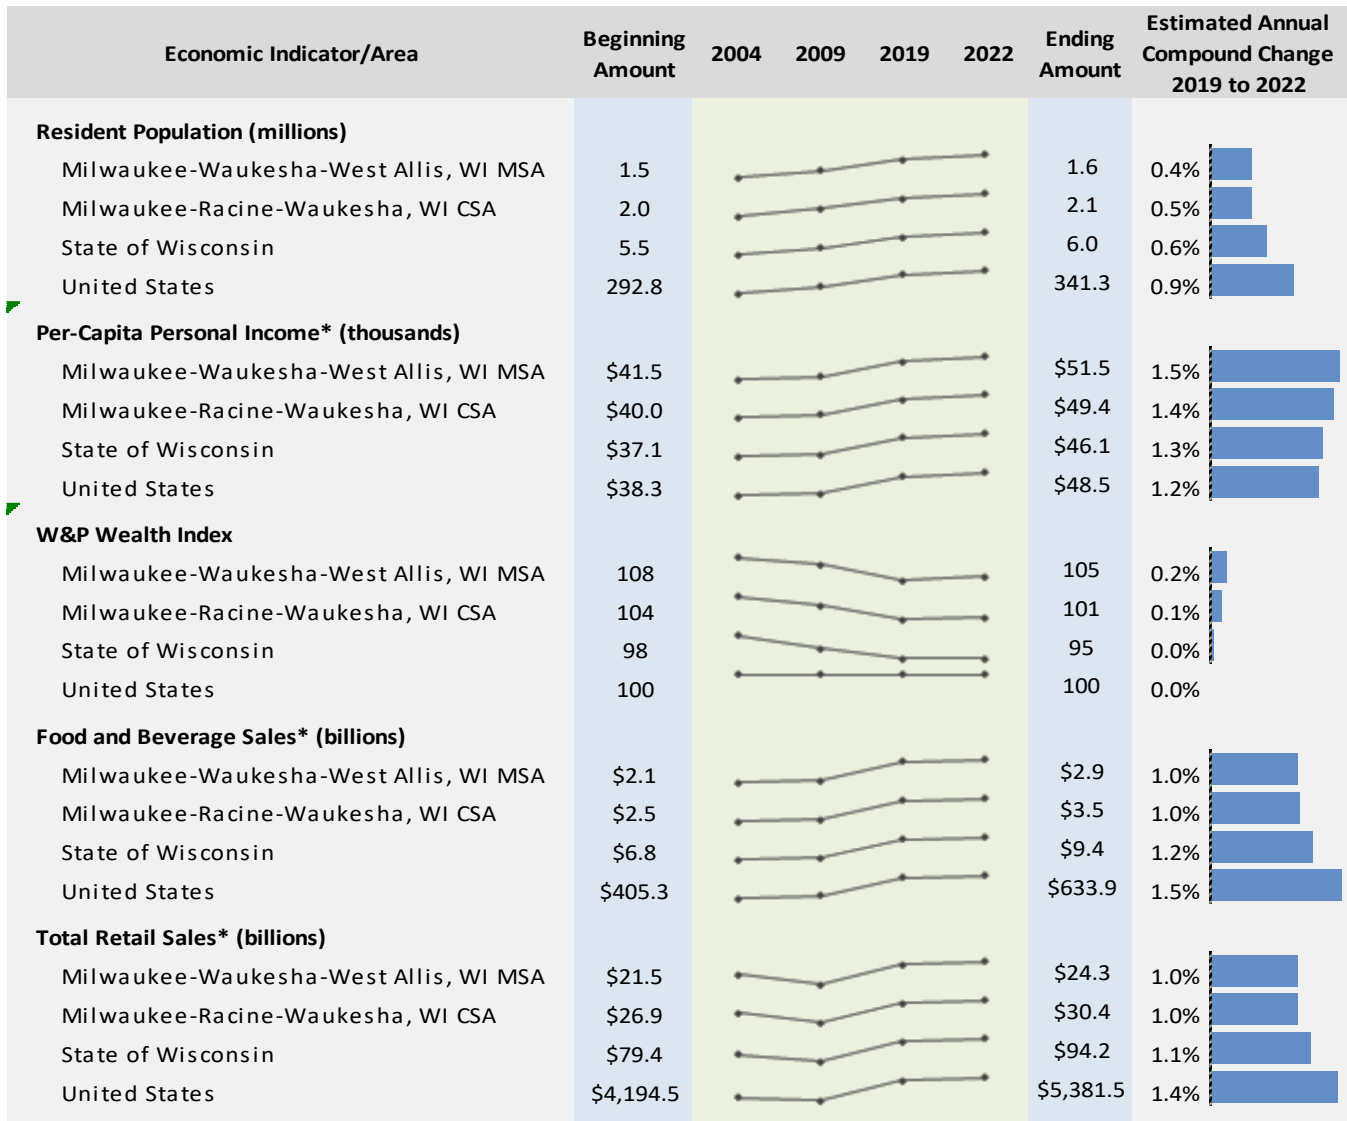 Economic Indicator/Area Beginning Amount 2004 2009 2019 2022 Ending Amount Estimated Annual Compound Change 2019 to 2022
Resident Population (millions)
Milwaukee-Waukesha-West Allis, WI MSA 1.5 1.6 0.4%
Milwaukee-Racine-Waukesha, WI CSA 2.0 2.1 0.5%
State of Wisconsin 5.5 6.0 0.6%
United States 292.8 341.3 0.9%
Per-Capita Personal Income* (thousands)
Milwaukee-Waukesha-West Allis, WI MSA $41.5 $51.5 1.5%
Milwaukee-Racine-Waukesha, WI CSA $40.0 $49.4 1.4%
State of Wisconsin $37.1 $46.1 1.3%
United States $38.3 $48.5 1.2%
W&P Wealth Index
Milwaukee-Waukesha-West Allis, WI MSA 108 105 0.2%
Milwaukee-Racine-Waukesha, WI CSA 104 101 0.1%
State of Wisconsin 98 95 0.0%
United States 100 100 0.0%
Food and Beverage Sales* (billions)
Milwaukee-Waukesha-West Allis, WI MSA $2.1 $2.9 1.0%
Milwaukee-Racine-Waukesha, WI CSA $2.5 $3.5 1.0%
State of Wisconsin $6.8 $9.4 1.2%
United States $405.3 $633.9 1.5%
Total Retail Sales* (billions)
Milwaukee-Waukesha-West Allis, WI MSA $21.5 $24.3 1.0%
Milwaukee-Racine-Waukesha, WI CSA $26.9 $30.4 1.0%
State of Wisconsin $79.4 $94.2 1.1%
United States $4,194.5 $5,381.5 1.4%